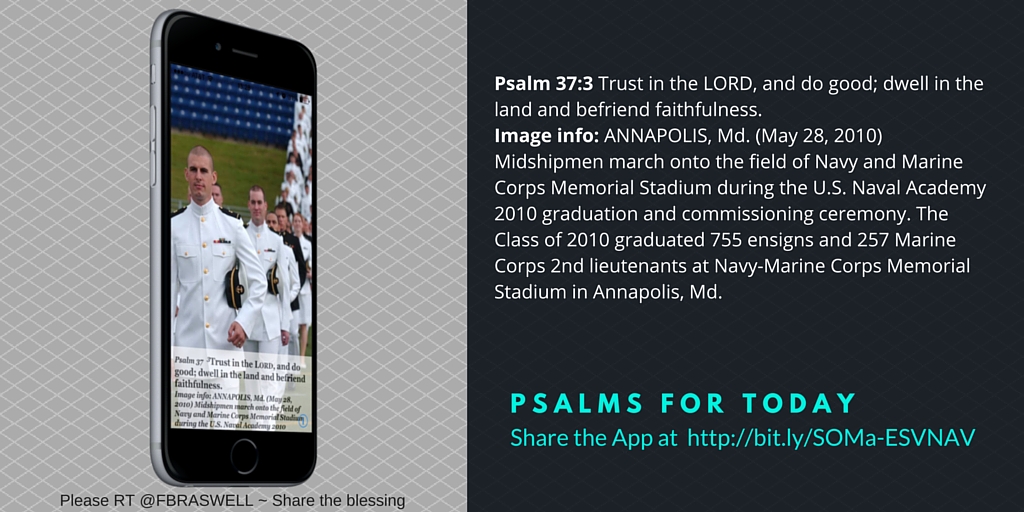 Psalm 37 ³Trust in the LORD, and do
good; dwell in the land and befriend
faithfulness.
Image info: ANNAPOLIS, Md. (May 28,
2010) Midshipmen march onto the field of
Navy and Marine Corps Memorial Stadium
during the U.S. Naval Academy 2010
Please RT @FBRASWELL ~ Share the blessing
Psalm 37:3 Trust in the LORD, and do good; dwell in the
land and befriend faithfulness.
Image info: ANNAPOLIS, Md. (May 28, 2010)
Midshipmen march onto the field of Navy and Marine
Corps Memorial Stadium during the U.S. Naval Academy
2010 graduation and commissioning ceremony. The
Class of 2010 graduated 755 ensigns and 257 Marine
Corps 2nd lieutenants at Navy-Marine Corps Memorial
Stadium in Annapolis, Md.
PSALMS FOR TODAY
Share the App at http://bit.ly/SOMa-ESVNAV